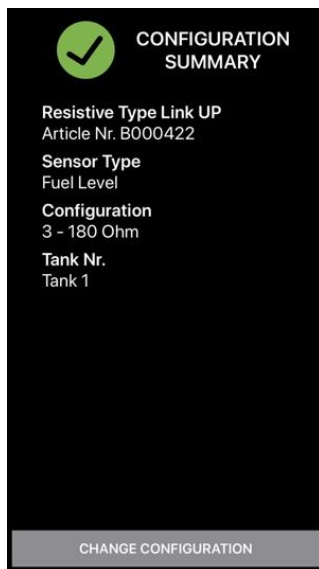 CONFIGURATION
SUMMARY
Resistive Type Link UP
Article Nr. B000422
Sensor Type
Fuel Level
Configuration
3 - 180 Ohm
Tank Nr.
Tank 1
CHANGE CONFIGURATION